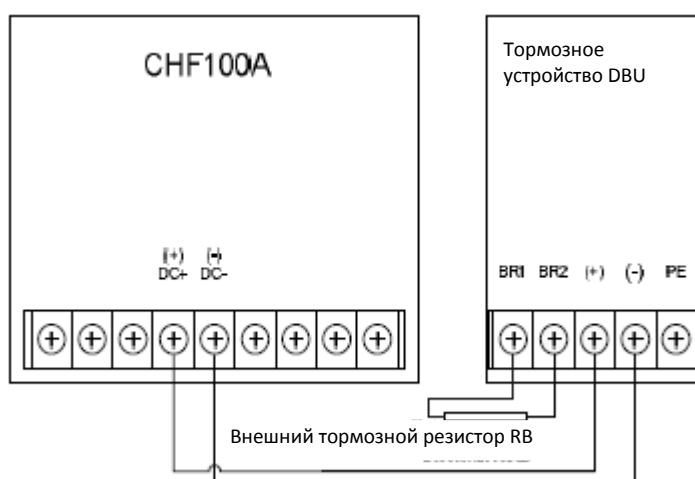 CHF100A
Тормозное
устройство DBU
(+) (-)
DC+ DC-
BR1 BR2 (+) (-) PE
Внешний тормозной резистор RB